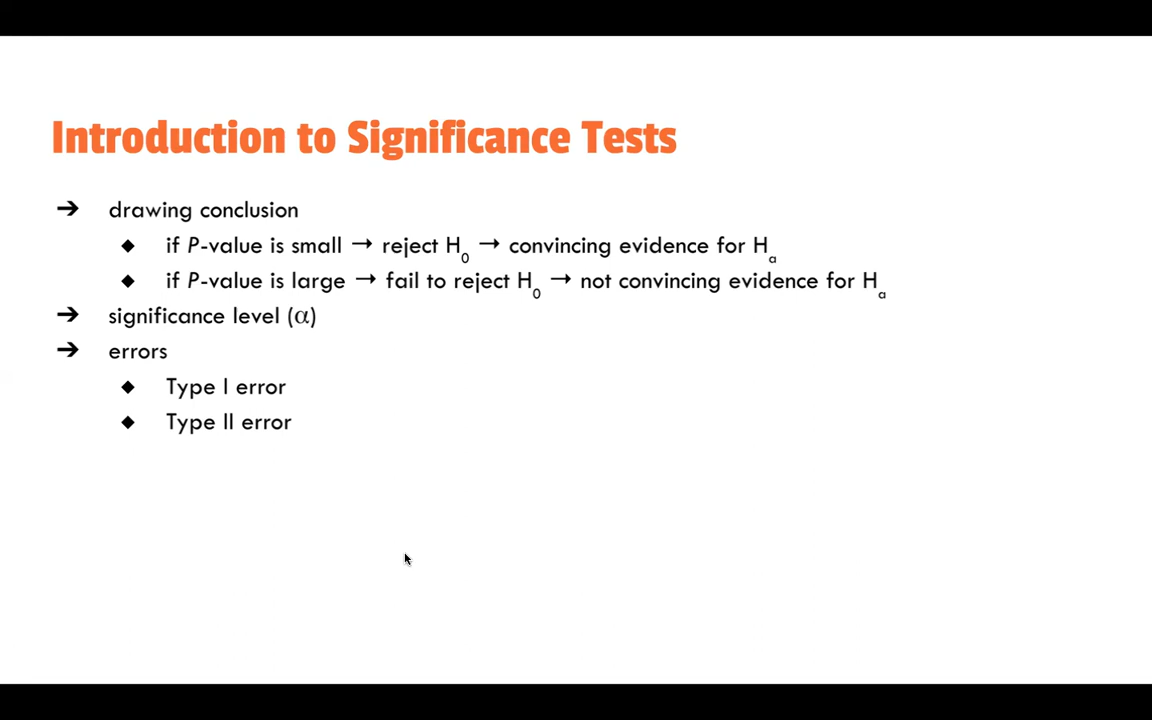 Introduction to Significance Tests
➔ drawing conclusion
◆ if P-value is small → reject H₀ → convincing evidence for Hₐ
◆ if P-value is large → fail to reject H₀ → not convincing evidence for Hₐ
➔ significance level (α)
➔ errors
◆ Type I error
◆ Type II error